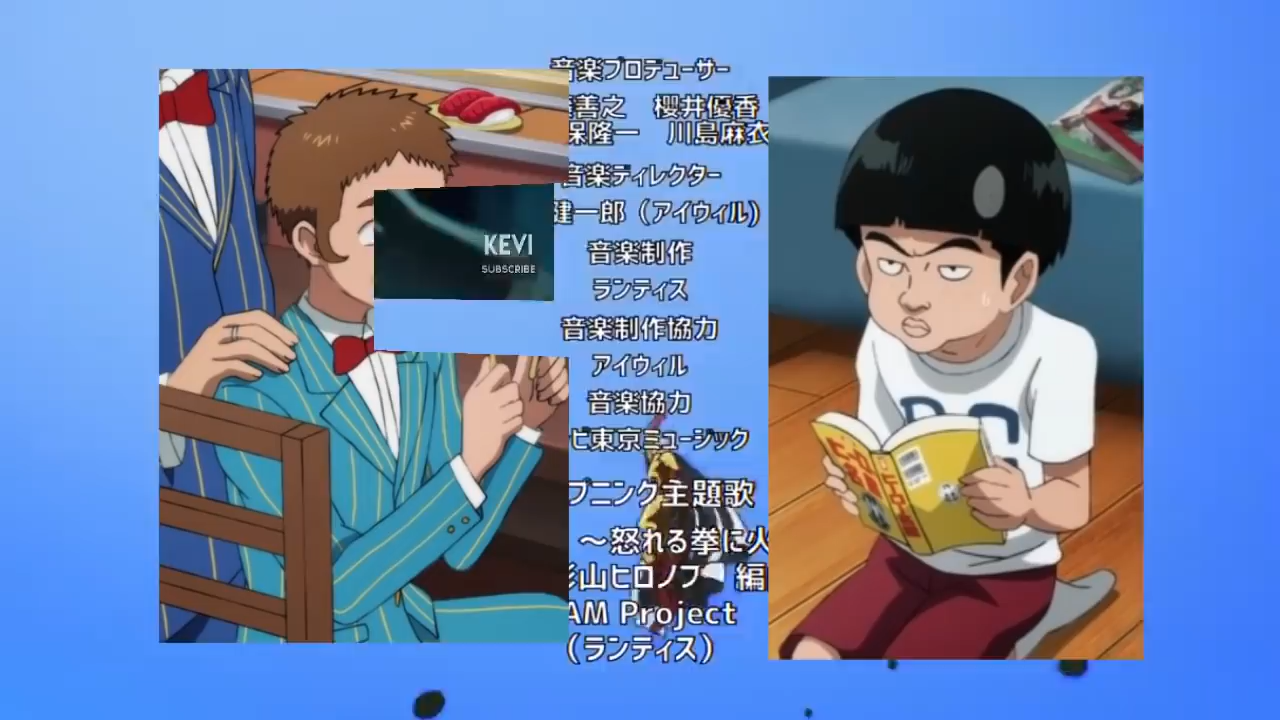 音楽プロデューサー
善之　櫻井優香
保隆一　川島麻衣
音楽ディレクター
健一郎（アイウィル）
音楽制作
ランティス
KEVI
SUBSCRIBE
音楽制作協力
アイウィル
音楽協力
ビ東京ミュージック
プニング主題歌
～怒れる拳に火
山ヒロノブ　編
AM Project
（ランティス）